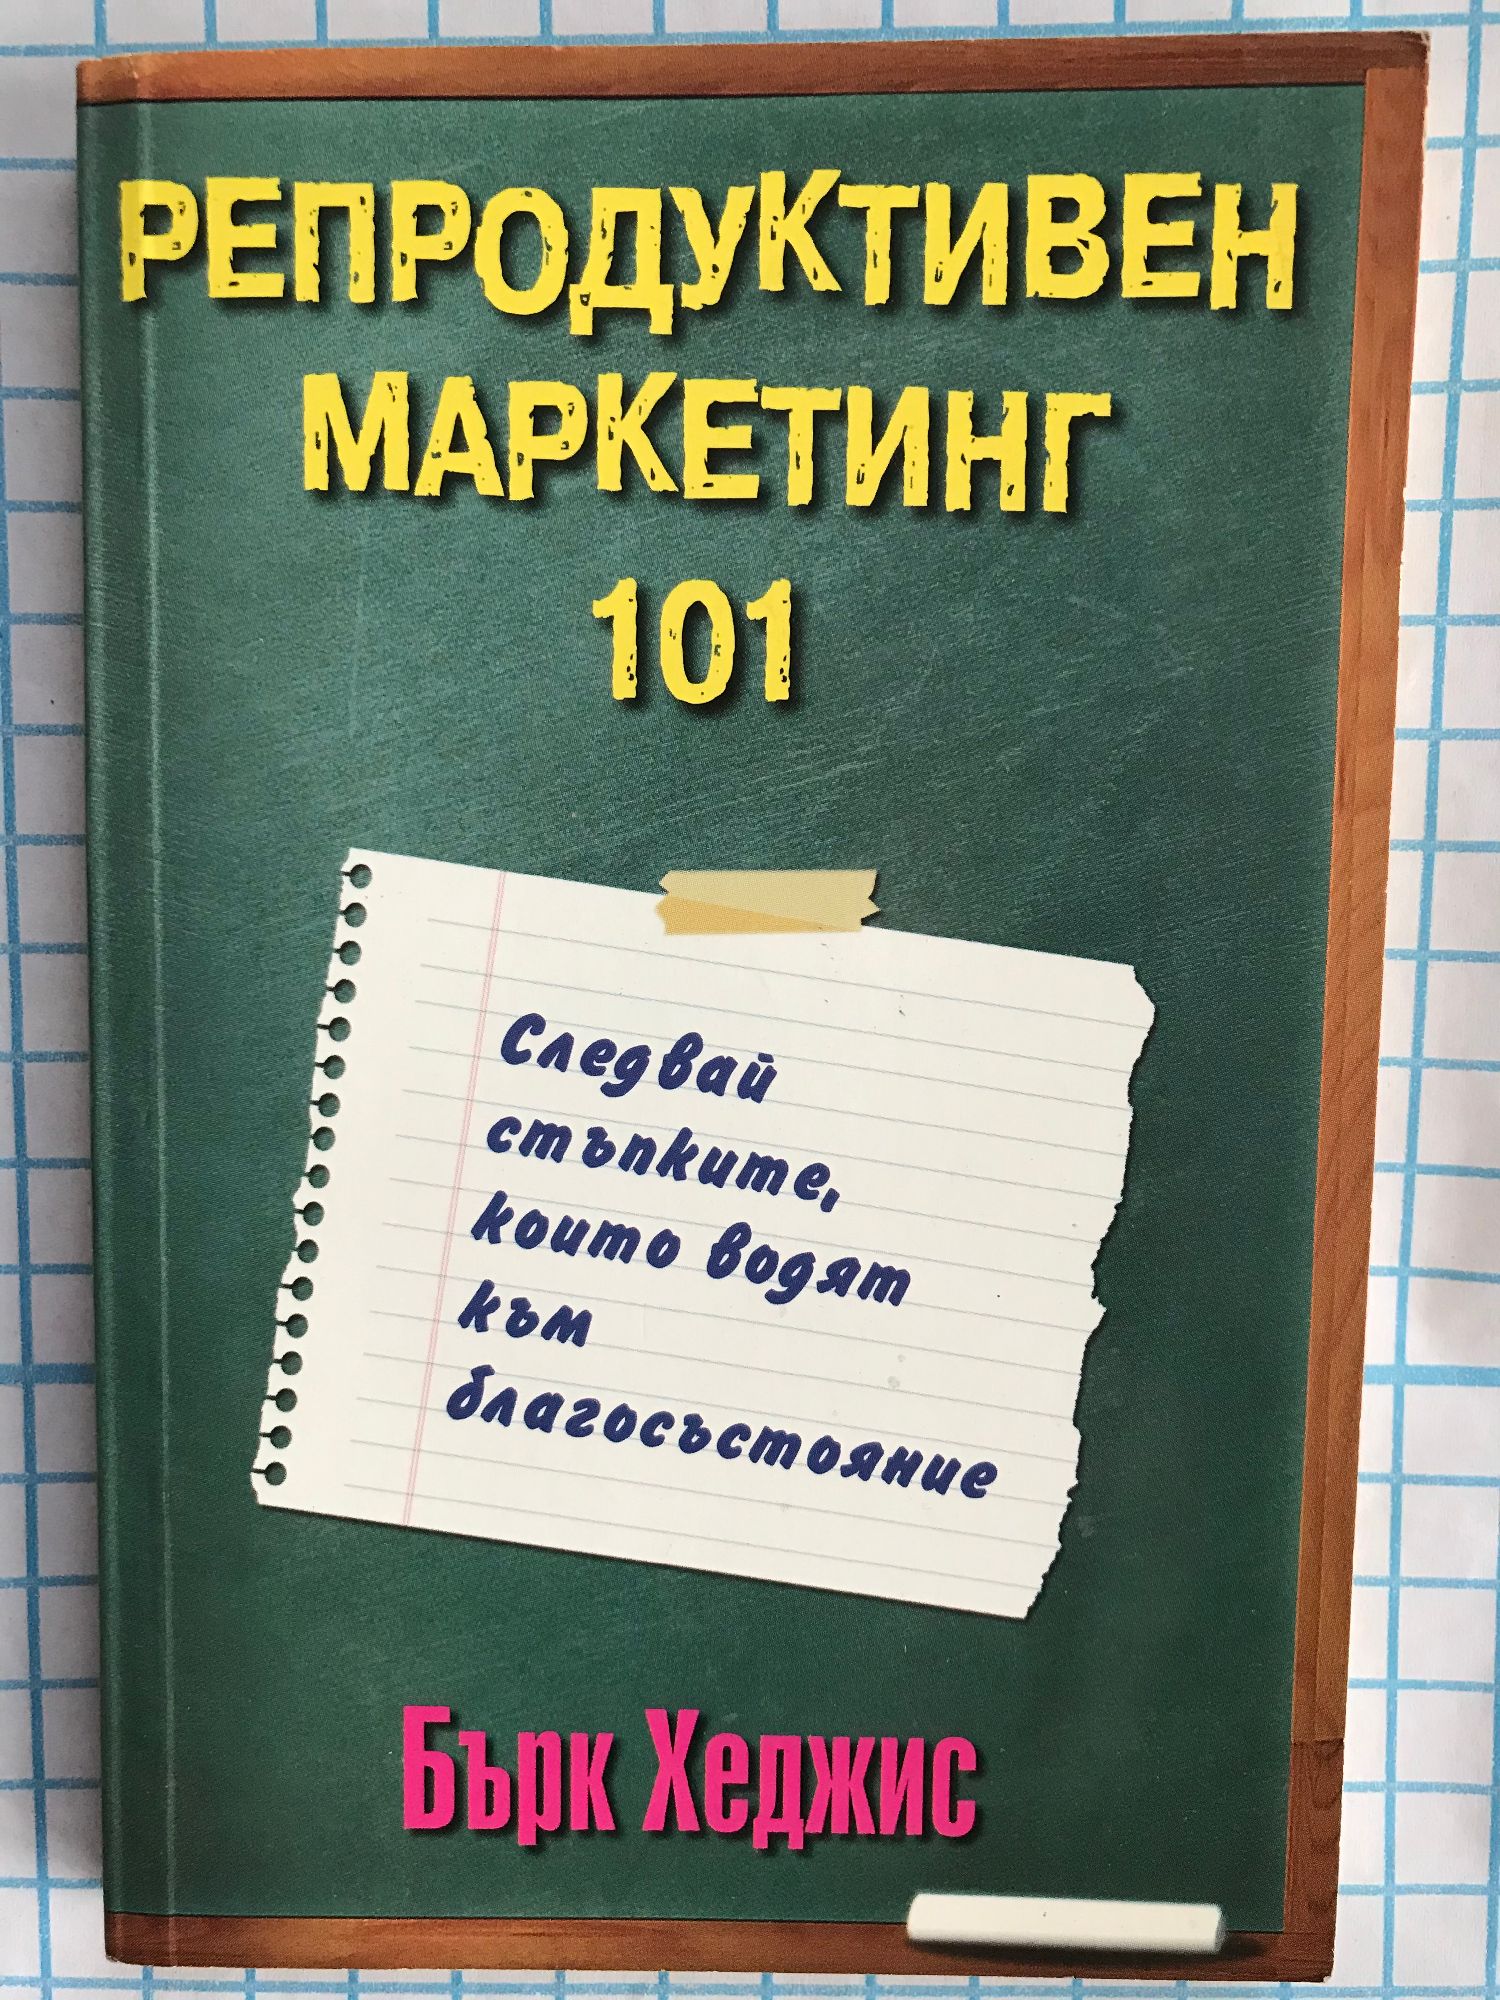 РЕПРОДУКТИВЕН
МАРКЕТИНГ
101
Следвай
стъпките,
които водят
към
благосъстояние
Бърк Хеджис